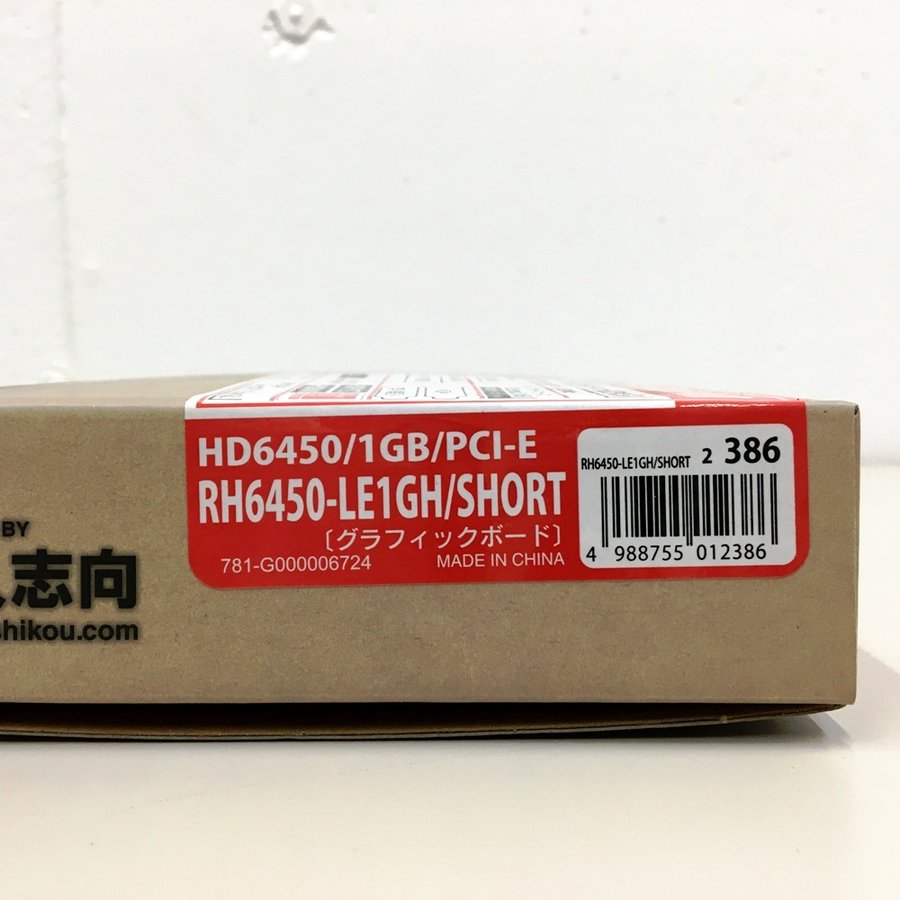 HD6450/1GB/PCI-E
RH6450-LE1GH/SHORT
〔グラフィックボード〕
781-G000006724
MADE IN CHINA
RH6450-LE1GH/SHORT 2 386
4 988755 012386
BY
志向
hikou.com